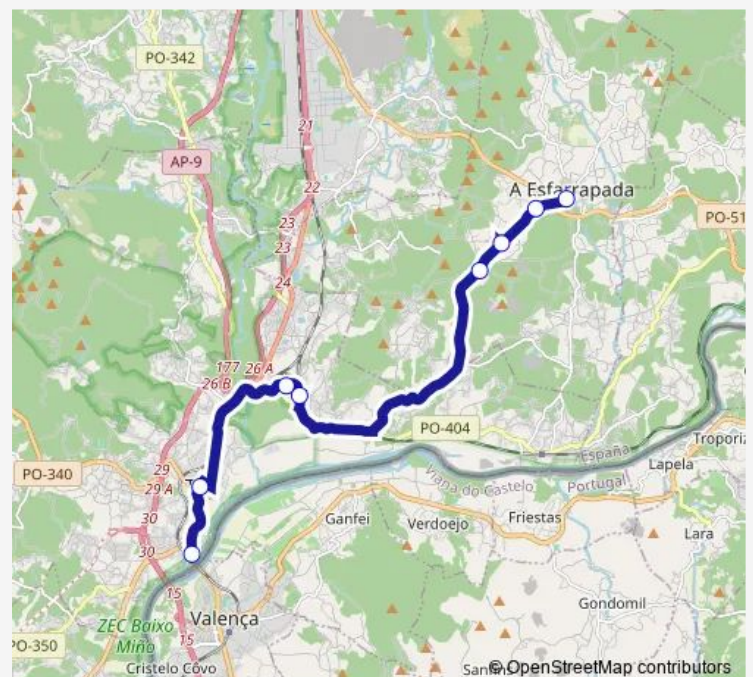 PO-342
21
AP-9
22
A Esfarrapada
23
PO-51
23
24
177
26 A
26 B
PO-404
España
Portugal
Viana do Castelo
Troporiz
PO-340
29
29 A
Lapela
30
Ganfei
Verdoejo
Friestas
30
Lara
15
Gondomil
Valença
ZEC Baixo
Miño
15
PO-350
Cristelo Covo
© OpenStreetMap contributors